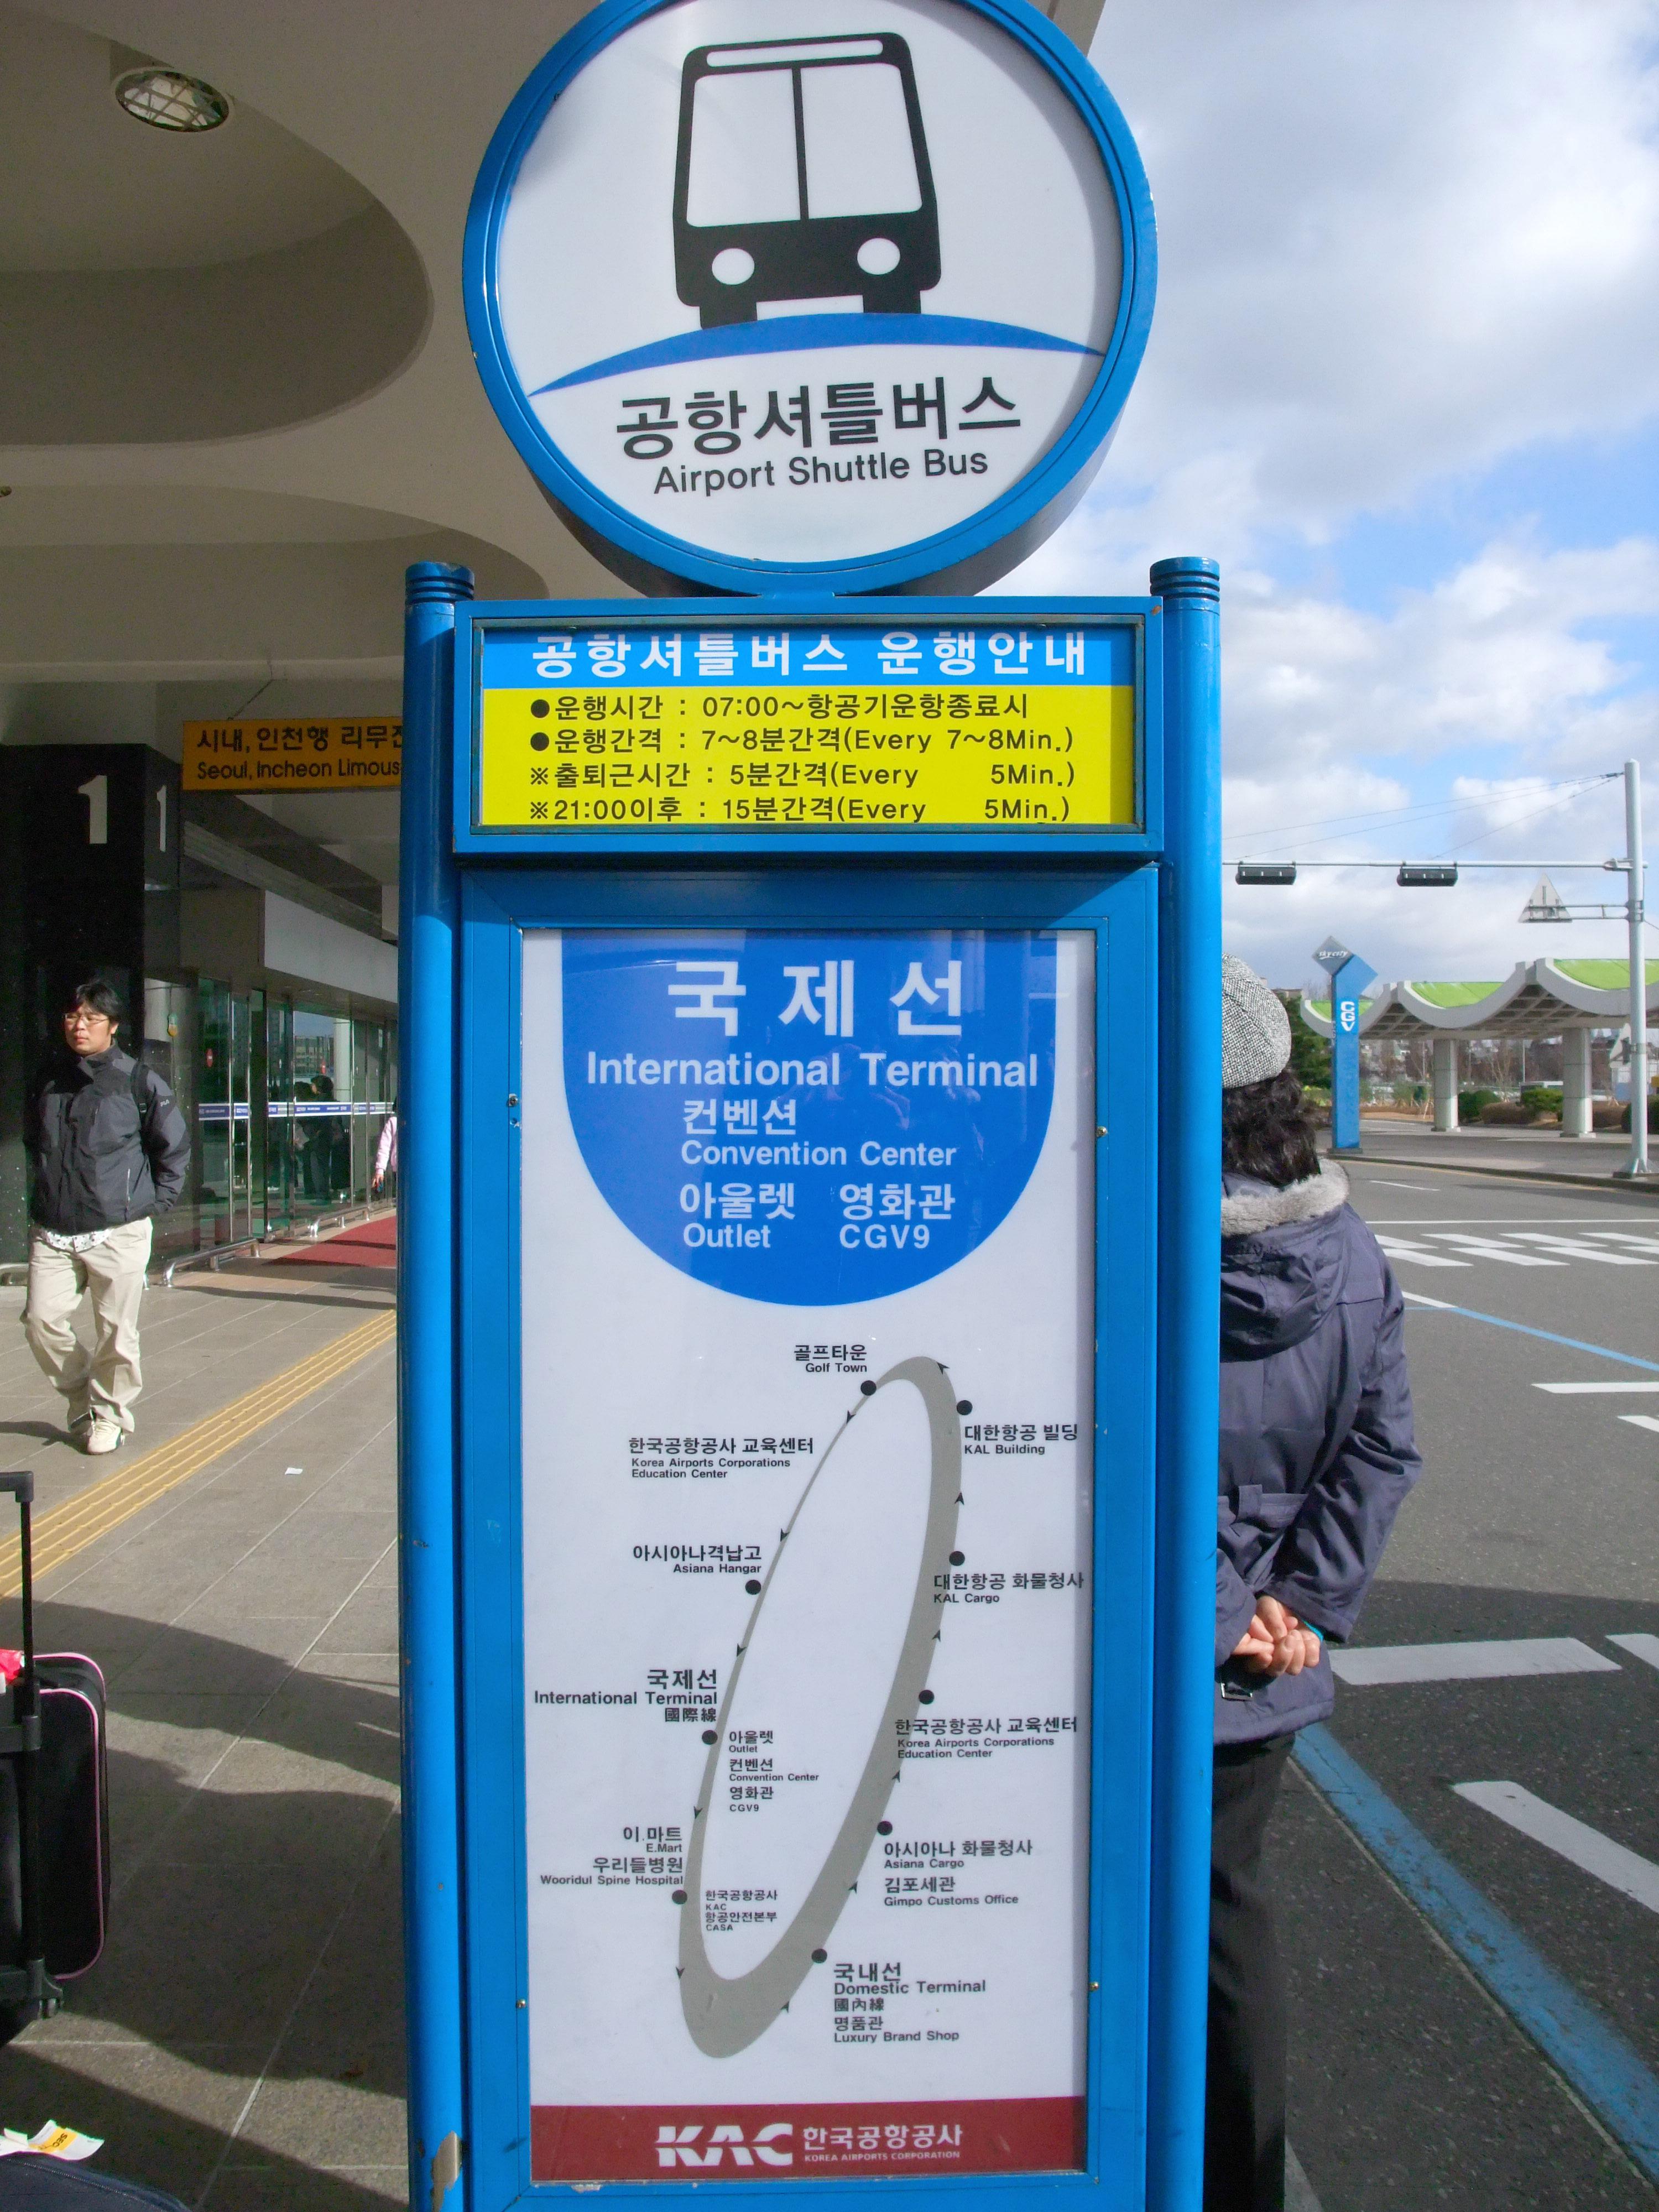 공항셔틀버스
Airport Shuttle Bus
공항셔틀버스 운행안내
●운행시간 : 07:00~항공기운항종료시
●운행간격 : 7~8분간격(Every 7~8Min.)
※출퇴근시간 : 5분간격(Every 5Min.)
※21:00이후 : 15분간격(Every 5Min.)
시내, 인천행 리무진
Seoul, Incheon Limous
1
1
국제선
International Terminal
컨벤션
Convention Center
아울렛 영화관
Outlet CGV9
골프타운
Golf Town
대한항공 빌딩
KAL Building
한국공항공사 교육센터
Korea Airports Corporations
Education Center
아시아나격납고
Asiana Hangar
대한항공 화물청사
KAL Cargo
국제선
International Terminal
國際線
아울렛
Outlet
컨벤션
Convention Center
영화관
CGV9
한국공항공사 교육센터
Korea Airports Corporations
Education Center
이.마트
E.Mart
우리들병원
Wooridul Spine Hospital
한국공항공사
KAC
항공안전본부
CASA
아시아나 화물청사
Asiana Cargo
김포세관
Gimpo Customs Office
국내선
Domestic Terminal
國內線
명품관
Luxury Brand Shop
KAC 한국공항공사
KOREA AIRPORTS CORPORATION
CGV